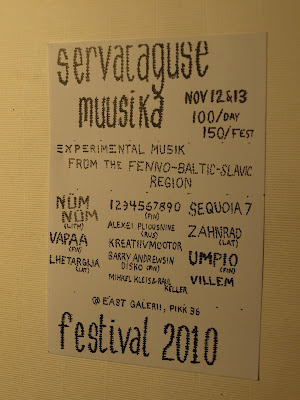 servataguse
muusika
NOV 12&13
100/DAY
150/FEST
EXPERIMENTAL MUSIK
FROM THE FENNO-BALTIC-SLAVIC
REGION
NÜM
NÜM
(LITH)
VAPAA
(FIN)
LHETARGIJA
(LAT)
1234567890
(FIN)
ALEXEI PLIOUSNINE
(RUS)
KREATIIVMOOTOR
BARRY ANDREWSIN
DISKO (FIN)
MIHKEL KLEIS & RAUL
KELLER
SEQUOIA 7
ZAHNRAD
(LAT)
UMPIO
(FIN)
VILLEM
@ EAST GALERII, PIKK 36
festival 2010